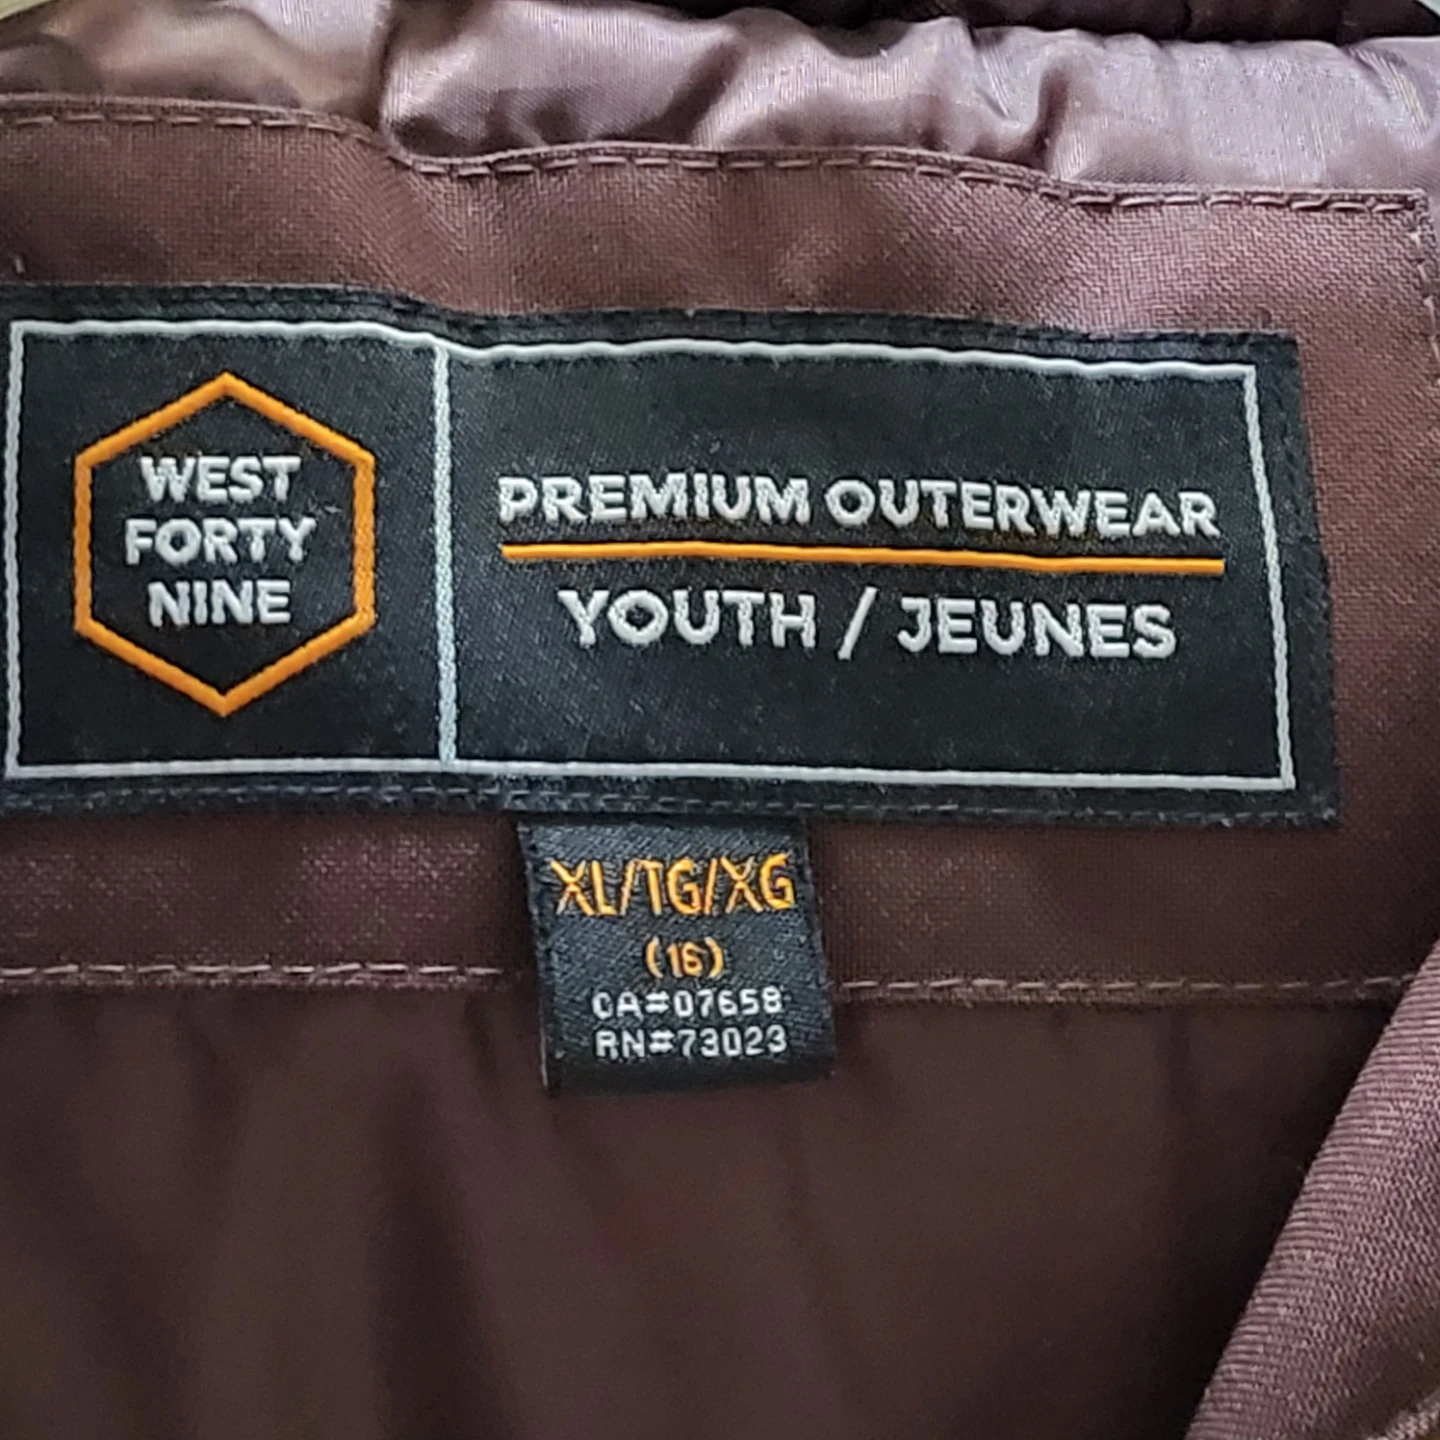 WEST
FORTY
NINE
PREMIUM OUTERWEAR
YOUTH / JEUNES
XL/TG/XG
(16)
CA#07658
RN#73023